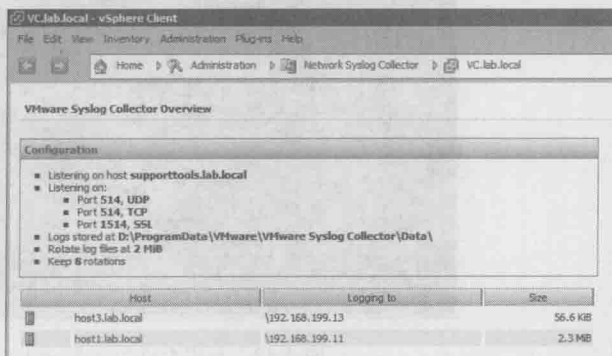 VC.lab.local - vSphere Client
File Edit View Inventory Administration Plug-ins Help
Home Administration Network Syslog Collector VC.lab.local
VMware Syslog Collector Overview
Configuration
Listening on host supporttools.lab.local
Listening on:
Port 514, UDP
Port 514, TCP
Port 1514, SSL
Logs stored at D:\ProgramData\VMware\VMware Syslog Collector\Data\
Rotate log files at 2 MiB
Keep 8 rotations
Host Logging to Size
host3.lab.local \192.168.199.13 56.6 KiB
host1.lab.local \192.168.199.11 2.3 MiB